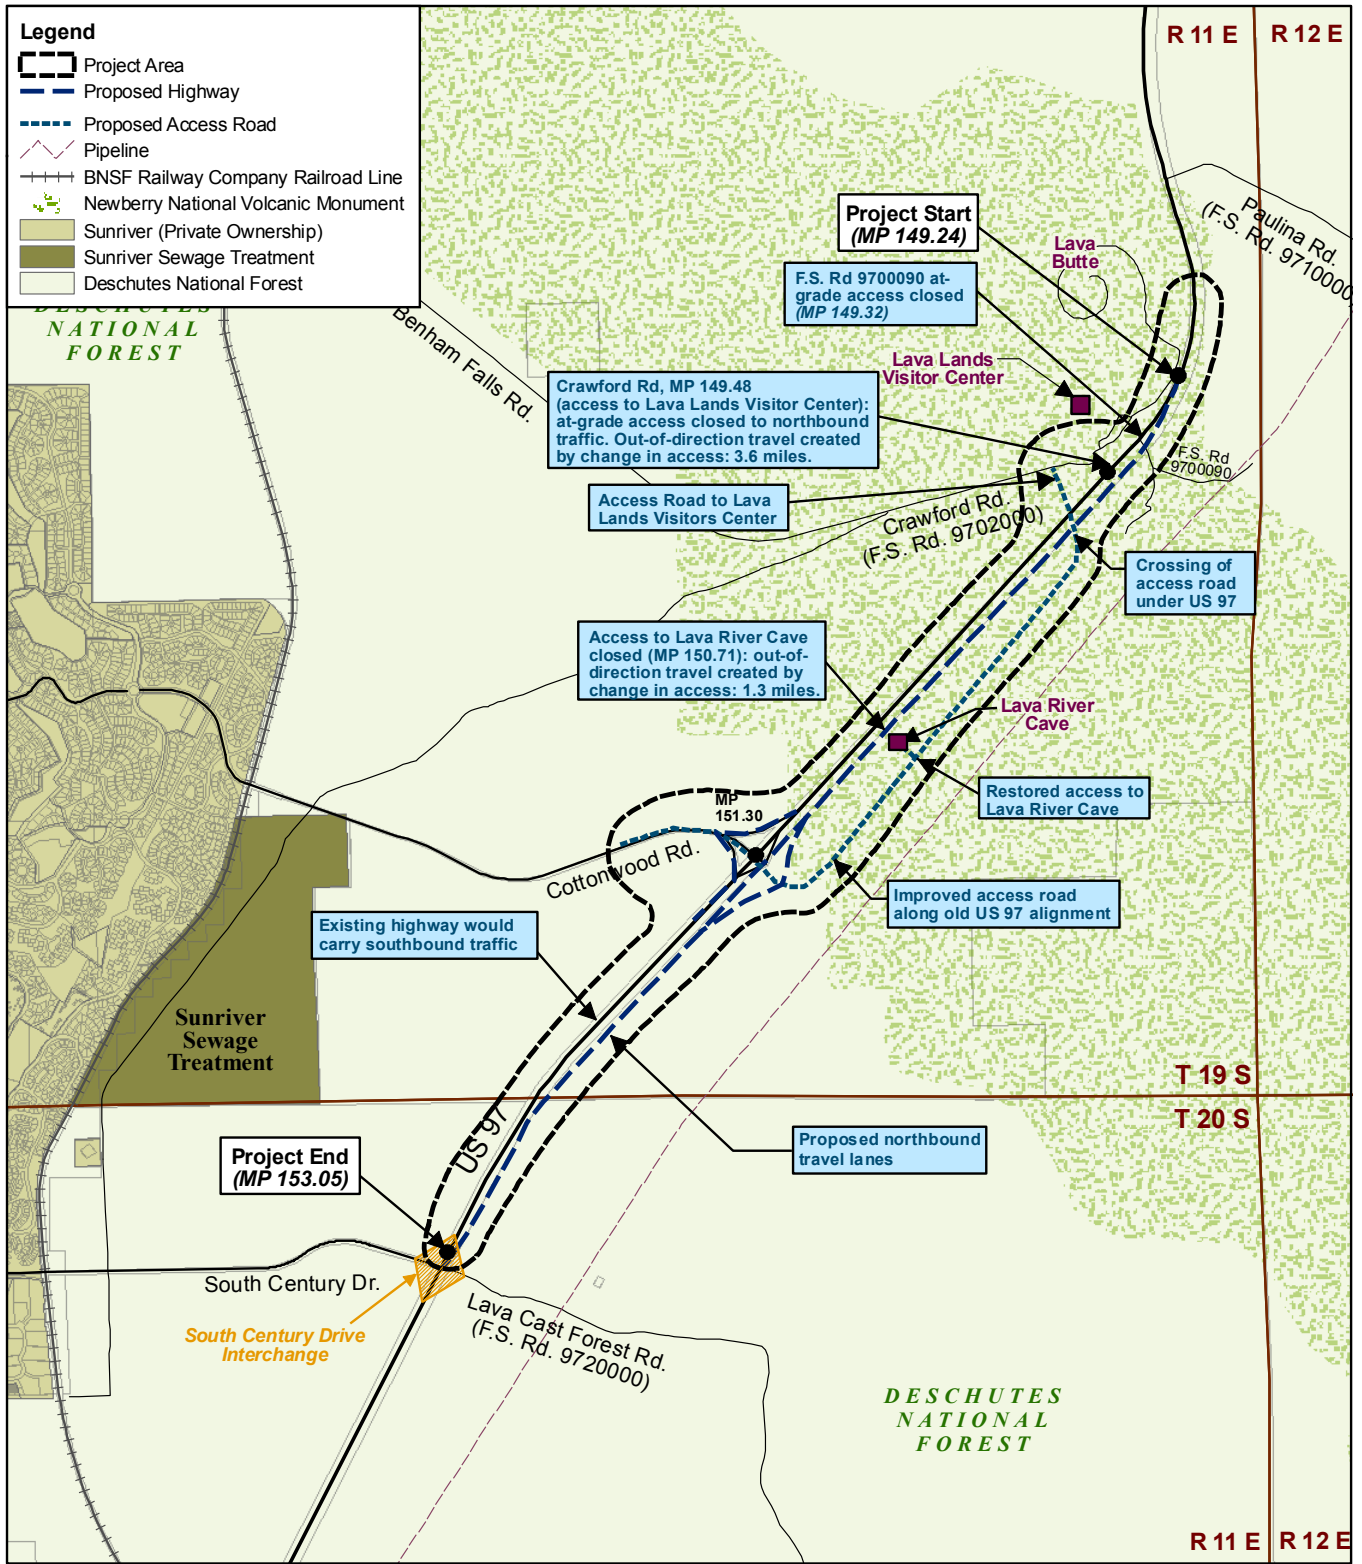 Legend
Project Area
Proposed Highway
Proposed Access Road
Pipeline
BNSF Railway Company Railroad Line
Newberry National Volcanic Monument
Sunriver (Private Ownership)
Sunriver Sewage Treatment
Deschutes National Forest
R 11 E
R 12 E
Project Start
(MP 149.24)
Paulina Rd.
(F.S. Rd. 9710000)
Lava
Butte
F.S. Rd 9700090 at-
grade access closed
(MP 149.32)
DESCHUTES
NATIONAL
FOREST
Benham Falls Rd.
Lava Lands
Visitor Center
Crawford Rd, MP 149.48
(access to Lava Lands Visitor Center):
at-grade access closed to northbound
traffic. Out-of-direction travel created
by change in access: 3.6 miles.
F.S. Rd
9700090
Access Road to Lava
Lands Visitors Center
Crawford Rd.
(F.S. Rd. 9702000)
Crossing of
access road
under US 97
Access to Lava River Cave
closed (MP 150.71): out-of-
direction travel created by
change in access: 1.3 miles.
Lava River
Cave
Restored access to
Lava River Cave
MP
151.30
Cottonwood Rd.
Improved access road
along old US 97 alignment
Existing highway would
carry southbound traffic
Sunriver
Sewage
Treatment
T 19 S
T 20 S
US 97
Proposed northbound
travel lanes
Project End
(MP 153.05)
South Century Dr.
South Century Drive
Interchange
Lava Cast Forest Rd.
(F.S. Rd. 9720000)
DESCHUTES
NATIONAL
FOREST
R 11 E
R 12 E